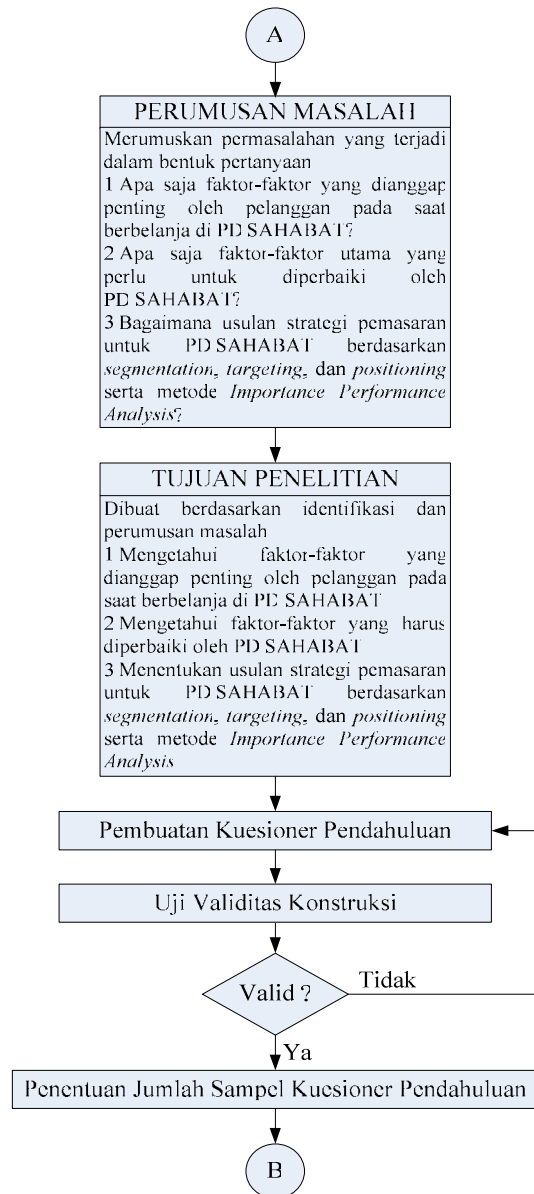 A
PERUMUSAN MASALAH
Merumuskan permasalahan yang terjadi
dalam bentuk pertanyaan
1 Apa saja faktor-faktor yang dianggap
penting oleh pelanggan pada saat
berbelanja di PD SAHABAT?
2 Apa saja faktor-faktor utama yang
perlu untuk diperbaiki oleh
PD SAHABAT?
3 Bagaimana usulan strategi pemasaran
untuk PD SAHABAT berdasarkan
segmentation, targeting, dan positioning
serta metode Importance Performance
Analysis?
TUJUAN PENELITIAN
Dibuat berdasarkan identifikasi dan
perumusan masalah
1 Mengetahui faktor-faktor yang
dianggap penting oleh pelanggan pada
saat berbelanja di PD SAHABAT
2 Mengetahui faktor-faktor yang harus
diperbaiki oleh PD SAHABAT
3 Menentukan usulan strategi pemasaran
untuk PD SAHABAT berdasarkan
segmentation, targeting, dan positioning
serta metode Importance Performance
Analysis
Pembuatan Kuesioner Pendahuluan
Uji Validitas Konstruksi
Valid ?
Tidak
Ya
Penentuan Jumlah Sampel Kuesioner Pendahuluan
B